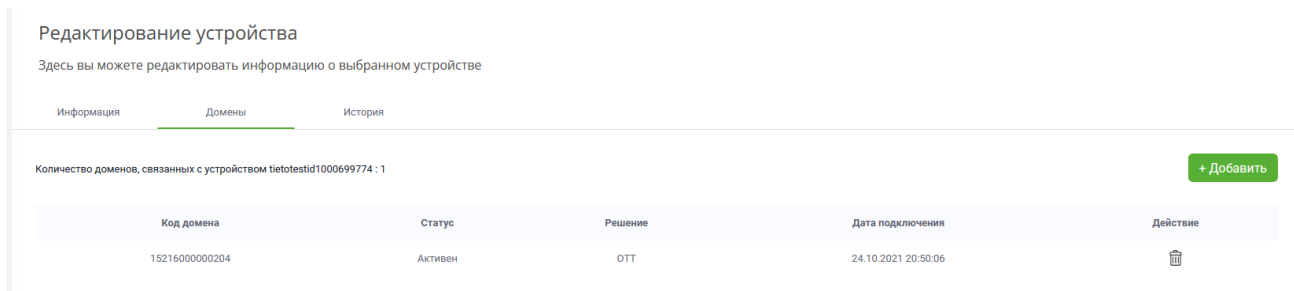 Редактирование устройства
Здесь вы можете редактировать информацию о выбранном устройстве
Информация Домены История
Количество доменов, связанных с устройством tietotestid1000699774 : 1
+ Добавить
Код домена Статус Решение Дата подключения Действие
15216000000204 Активен ОТТ 24.10.2021 20:50:06